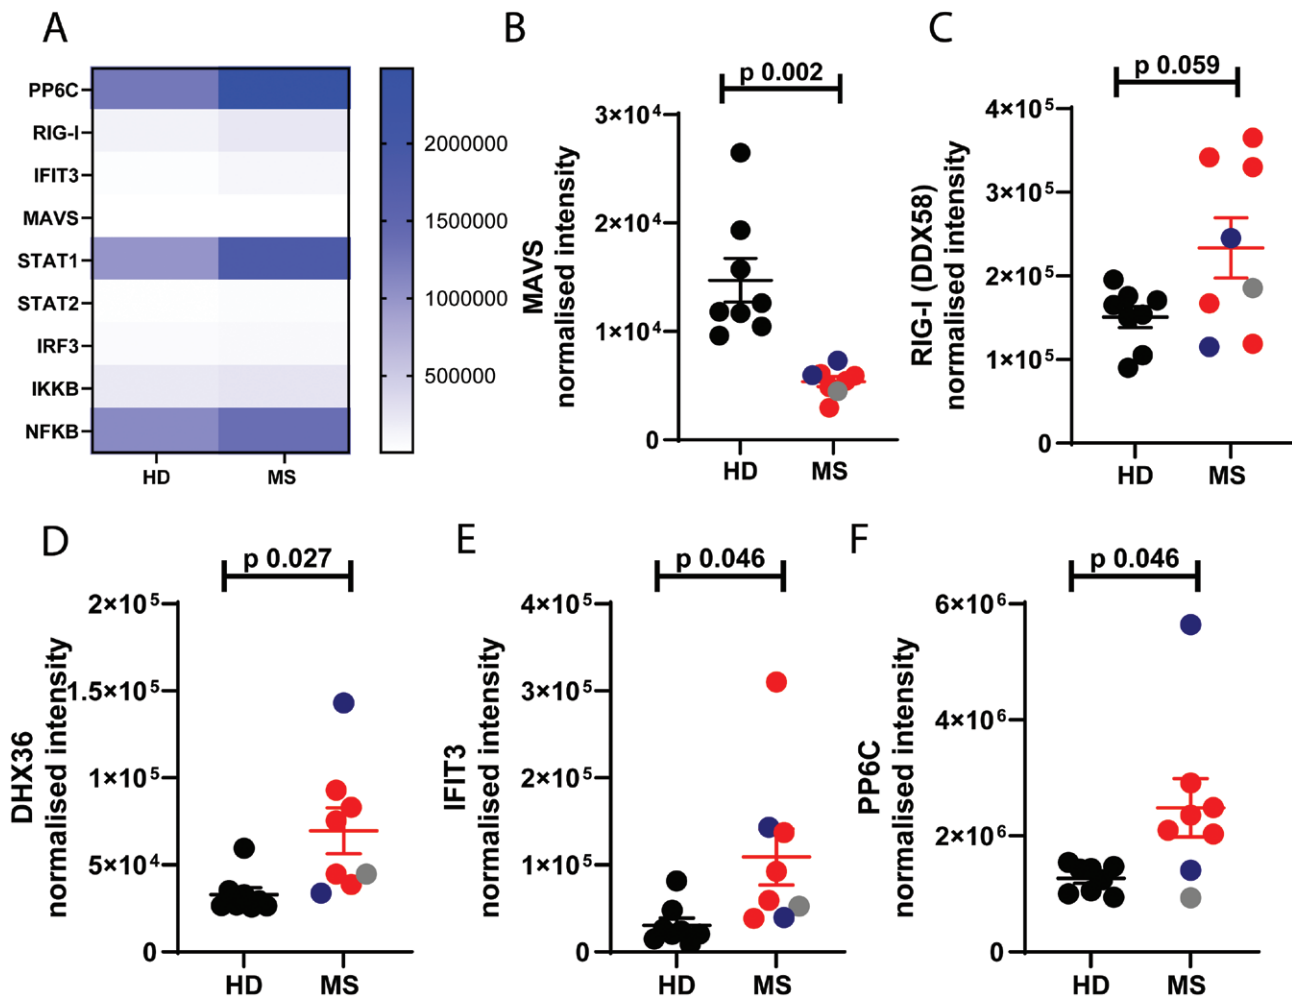 A
PP6C
RIG-I
IFIT3
MAVS
STAT1
STAT2
IRF3
IKKB
NFKB
HD
MS
2000000
1500000
1000000
500000
B
p 0.002
MAVS
normalised intensity
3×10⁴
2×10⁴
1×10⁴
0
HD
MS
C
p 0.059
RIG-I (DDX58)
normalised intensity
4×10⁵
3×10⁵
2×10⁵
1×10⁵
0
HD
MS
D
p 0.027
DHX36
normalised intensity
2×10⁵
1.5×10⁵
1×10⁵
5×10⁴
0
HD
MS
E
p 0.046
IFIT3
normalised intensity
4×10⁵
3×10⁵
2×10⁵
1×10⁵
0
HD
MS
F
p 0.046
PP6C
normalised intensity
6×10⁶
4×10⁶
2×10⁶
0
HD
MS